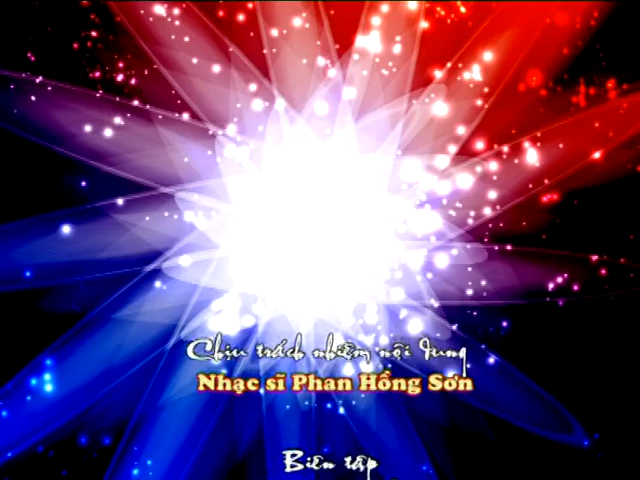 Chịu trách nhiệm nội dung
Nhạc sĩ Phan Hồng Sơn
Biên tập